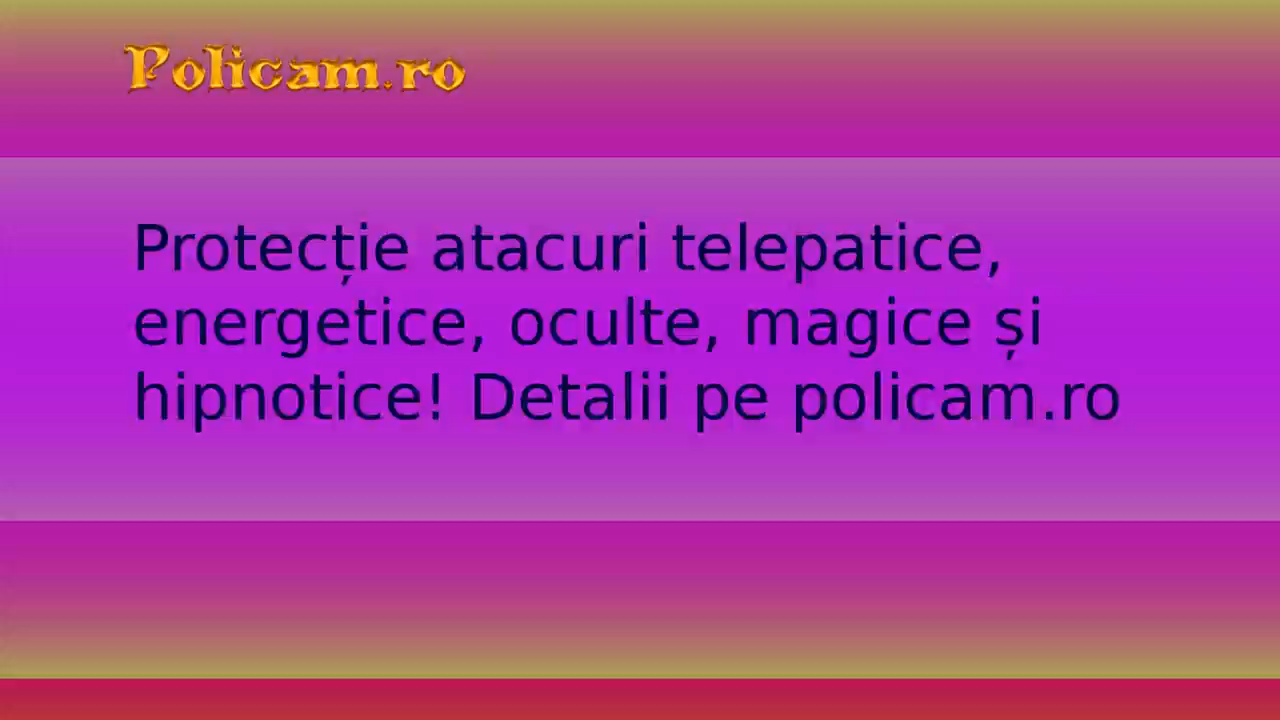 Policam.ro
Protecție atacuri telepatice,
energetice, oculte, magice și
hipnotice! Detalii pe policam.ro